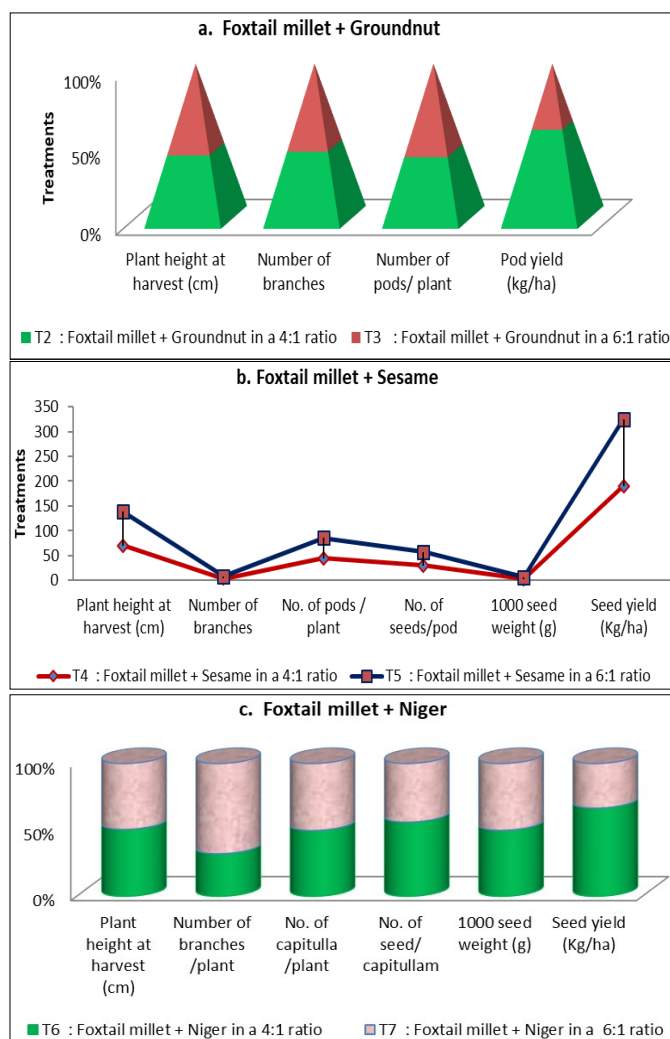 a. Foxtail millet + Groundnut
100%
50%
0%
Treatments
Plant height at
harvest (cm)
Number of
branches
Number of
pods/ plant
Pod yield
(kg/ha)
T2 : Foxtail millet + Groundnut in a 4:1 ratio
T3 : Foxtail millet + Groundnut in a 6:1 ratio
b. Foxtail millet + Sesame
350
300
250
200
150
100
50
0
Treatments
Plant height at
harvest (cm)
Number of
branches
No. of pods /
plant
No. of
seeds/pod
1000 seed
weight (g)
Seed yield
(Kg/ha)
T4 : Foxtail millet + Sesame in a 4:1 ratio
T5 : Foxtail millet + Sesame in a 6:1 ratio
c. Foxtail millet + Niger
100%
50%
0%
Plant
height at
harvest
(cm)
Number of
branches
/plant
No. of
capitulla
/plant
No. of
seed/
capitullam
1000 seed
weight (g)
Seed yield
(Kg/ha)
T6 : Foxtail millet + Niger in a 4:1 ratio
T7 : Foxtail millet + Niger in a 6:1 ratio